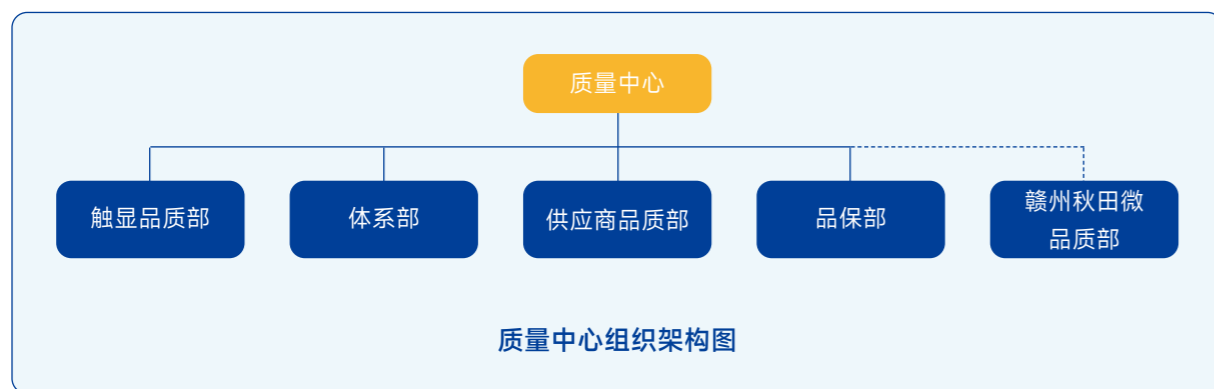 质量中心
触显品质部
体系部
供应商品质部
品保部
赣州秋田微
品质部
质量中心组织架构图